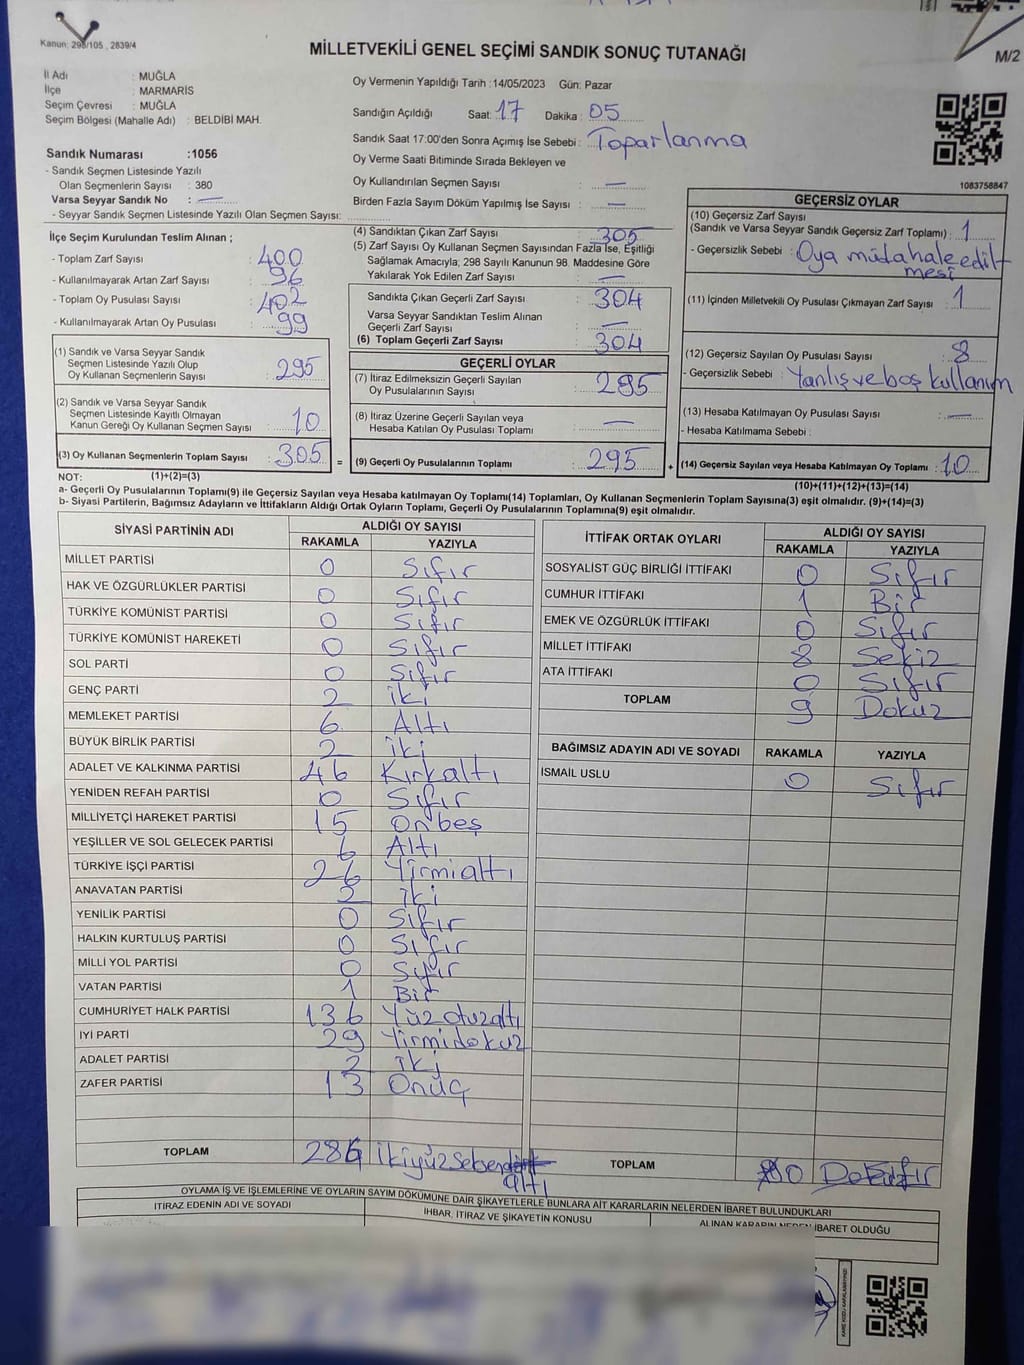 Kanun: 298/105 , 2839/4
MİLLETVEKİLİ GENEL SEÇİMİ SANDIK SONUÇ TUTANAĞI
M/2
İl Adı : MUĞLA
İlçe : MARMARİS
Seçim Çevresi : MUĞLA
Seçim Bölgesi (Mahalle Adı) : BELDİBİ MAH.
Sandık Numarası :1056
- Sandık Seçmen Listesinde Yazılı
Olan Seçmenlerin Sayısı : 380
Varsa Seyyar Sandık No : —
- Seyyar Sandık Seçmen Listesinde Yazılı Olan Seçmen Sayısı:
Oy Vermenin Yapıldığı Tarih :14/05/2023 Gün: Pazar
Sandığın Açıldığı Saat: 17 Dakika : 05
Sandık Saat 17:00'den Sonra Açımış İse Sebebi : Toparlanma
Oy Verme Saati Bitiminde Sırada Bekleyen ve
Oy Kullandırılan Seçmen Sayısı : —
Birden Fazla Sayım Döküm Yapılmış İse Sayısı : —
1083758847
İlçe Seçim Kurulundan Teslim Alınan ;
- Toplam Zarf Sayısı : 400
- Kullanılmayarak Artan Zarf Sayısı : 96
- Toplam Oy Pusulası Sayısı : 402
- Kullanılmayarak Artan Oy Pusulası : 99
(1) Sandık ve Varsa Seyyar Sandık
Seçmen Listesinde Yazılı Olup
Oy Kullanan Seçmenlerin Sayısı : 295
(2) Sandık ve Varsa Seyyar Sandık
Seçmen Listesinde Kayıtlı Olmayan
Kanun Gereği Oy Kullanan Seçmen Sayısı : 10
(3) Oy Kullanan Seçmenlerin Toplam Sayısı : 305
(4) Sandıktan Çıkan Zarf Sayısı : 305
(5) Zarf Sayısı Oy Kullanan Seçmen Sayısından Fazla İse, Eşitliği
Sağlamak Amacıyla; 298 Sayılı Kanunun 98. Maddesine Göre
Yakılarak Yok Edilen Zarf Sayısı : —
Sandıkta Çıkan Geçerli Zarf Sayısı : 304
Varsa Seyyar Sandıktan Teslim Alınan
Geçerli Zarf Sayısı : —
(6) Toplam Geçerli Zarf Sayısı : 304
GEÇERLİ OYLAR
(7) İtiraz Edilmeksizin Geçerli Sayılan
Oy Pusulalarının Sayısı : 295
(8) İtiraz Üzerine Geçerli Sayılan veya
Hesaba Katılan Oy Pusulası Toplamı : —
= (9) Geçerli Oy Pusulalarının Toplamı : 295
GEÇERSİZ OYLAR
(10) Geçersiz Zarf Sayısı
(Sandık ve Varsa Seyyar Sandık Geçersiz Zarf Toplamı) : 1
- Geçersizlik Sebebi : Oya müdahale edil-
mesi
(11) İçinden Milletvekili Oy Pusulası Çıkmayan Zarf Sayısı : 1
(12) Geçersiz Sayılan Oy Pusulası Sayısı : 8
- Geçersizlik Sebebi : Yanlış ve boş kullanım
(13) Hesaba Katılmayan Oy Pusulası Sayısı : —
- Hesaba Katılmama Sebebi :
+ (14) Geçersiz Sayılan veya Hesaba Katılmayan Oy Toplamı : 10
NOT: (1)+(2)=(3)
(10)+(11)+(12)+(13)=(14)
a- Geçerli Oy Pusulalarının Toplamı(9) ile Geçersiz Sayılan veya Hesaba katılmayan Oy Toplamı(14) Toplamları, Oy Kullanan Seçmenlerin Toplam Sayısına(3) eşit olmalıdır. (9)+(14)=(3)
b- Siyasi Partilerin, Bağımsız Adayların ve İttifakların Aldığı Ortak Oyların Toplamı, Geçerli Oy Pusulalarının Toplamına(9) eşit olmalıdır.
SİYASİ PARTİNİN ADI ALDIĞI OY SAYISI
RAKAMLA YAZIYLA
MİLLET PARTİSİ 0 Sıfır
HAK VE ÖZGÜRLÜKLER PARTİSİ 0 Sıfır
TÜRKİYE KOMÜNİST PARTİSİ 0 Sıfır
TÜRKİYE KOMÜNİST HAREKETİ 0 Sıfır
SOL PARTİ 0 Sıfır
GENÇ PARTİ 2 iki
MEMLEKET PARTİSİ 6 Altı
BÜYÜK BİRLİK PARTİSİ 2 iki
ADALET VE KALKINMA PARTİSİ 46 Kırkaltı
YENİDEN REFAH PARTİSİ 0 Sıfır
MİLLİYETÇİ HAREKET PARTİSİ 15 Onbeş
YEŞİLLER VE SOL GELECEK PARTİSİ 6 Altı
TÜRKİYE İŞÇİ PARTİSİ 26 Yirmialtı
ANAVATAN PARTİSİ 2 iki
YENİLİK PARTİSİ 0 Sıfır
HALKIN KURTULUŞ PARTİSİ 0 Sıfır
MİLLİ YOL PARTİSİ 0 Sıfır
VATAN PARTİSİ 1 Bir
CUMHURİYET HALK PARTİSİ 136 Yüzotuzaltı
İYİ PARTİ 29 Yirmidokuz
ADALET PARTİSİ 2 iki
ZAFER PARTİSİ 13 Onüç
TOPLAM 286 ikiyüzseksen
altı
İTTİFAK ORTAK OYLARI ALDIĞI OY SAYISI
RAKAMLA YAZIYLA
SOSYALİST GÜÇ BİRLİĞİ İTTİFAKI 0 Sıfır
CUMHUR İTTİFAKI 1 Bir
EMEK VE ÖZGÜRLÜK İTTİFAKI 0 Sıfır
MİLLET İTTİFAKI 8 Sekiz
ATA İTTİFAKI 0 Sıfır
TOPLAM 9 Dokuz
BAĞIMSIZ ADAYIN ADI VE SOYADI RAKAMLA YAZIYLA
İSMAİL USLU 0 Sıfır
TOPLAM 0
OYLAMA İŞ VE İŞLEMLERİNE VE OYLARIN SAYIM DÖKÜMÜNE DAİR ŞİKAYETLERLE BUNLARA AİT KARARLARIN NELERDEN İBARET BULUNDUKLARI
İTİRAZ EDENİN ADI VE SOYADI
İHBAR, İTİRAZ VE ŞİKAYETİN KONUSU
ALINAN KARARIN NEDEN İBARET OLDUĞU